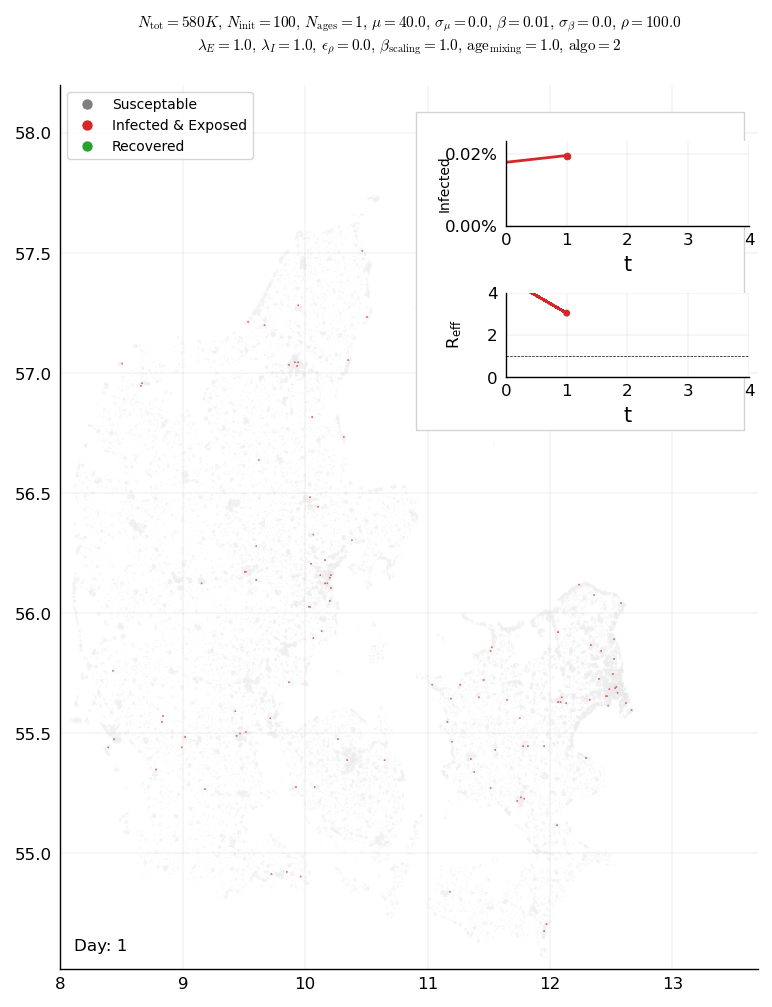 N_tot = 580K, N_init = 100, N_ages = 1, μ = 40.0, σ_μ = 0.0, β = 0.01, σ_β = 0.0, ρ = 100.0
λ_E = 1.0, λ_I = 1.0, ϵ_ρ = 0.0, β_scaling = 1.0, age_mixing = 1.0, algo = 2
Susceptable
Infected & Exposed
Recovered
58.0
57.5
57.0
56.5
56.0
55.5
55.0
8 9 10 11 12 13
Infected
0.02%
0.00%
0 1 2 3 4
t
R_eff
4
2
0
0 1 2 3 4
t
Day: 1